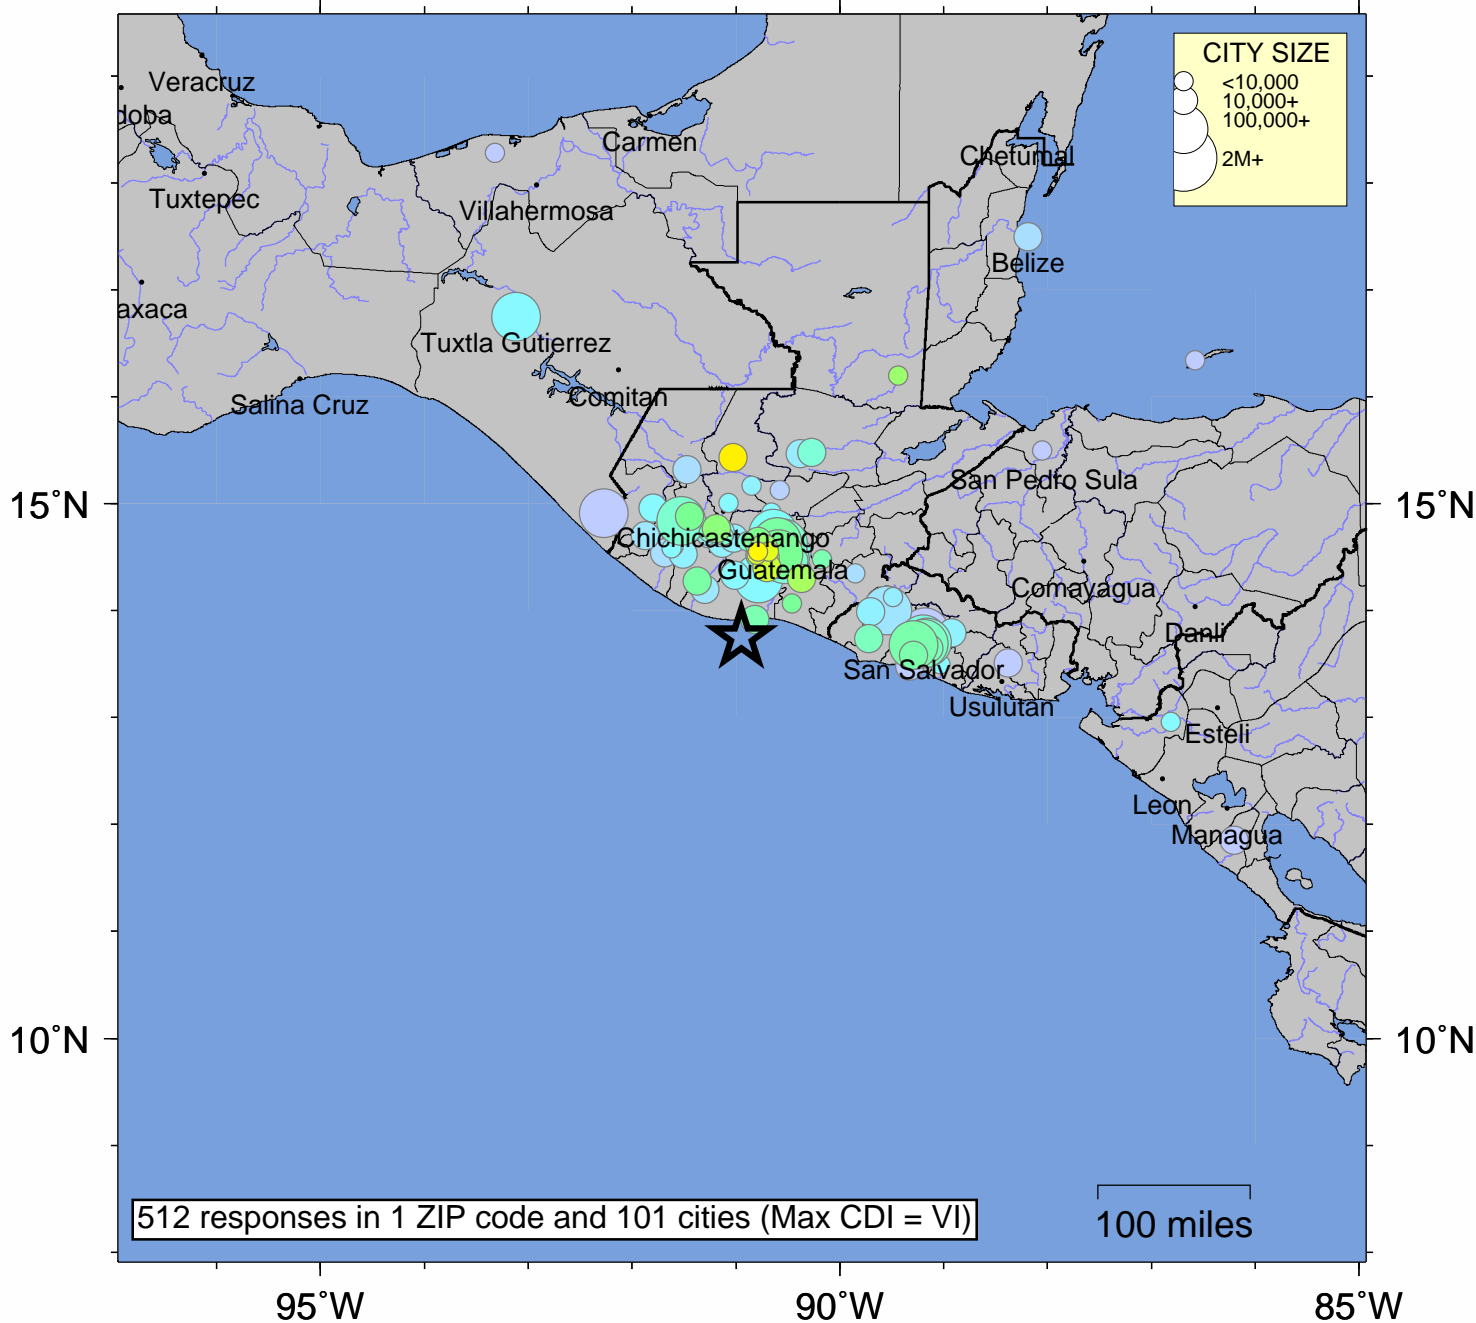 CITY SIZE
<10,000
10,000+
100,000+
2M+
Veracruz
doba
Carmen
Chetumal
Tuxtepec
Villahermosa
Belize
axaca
Tuxtla Gutierrez
Comitan
Salina Cruz
San Pedro Sula
15°N
15°N
Chichicastenango
Guatemala
Comayagua
Danli
San Salvador
Usulutan
Esteli
Leon
Managua
10°N
10°N
512 responses in 1 ZIP code and 101 cities (Max CDI = VI)
100 miles
95°W
90°W
85°W